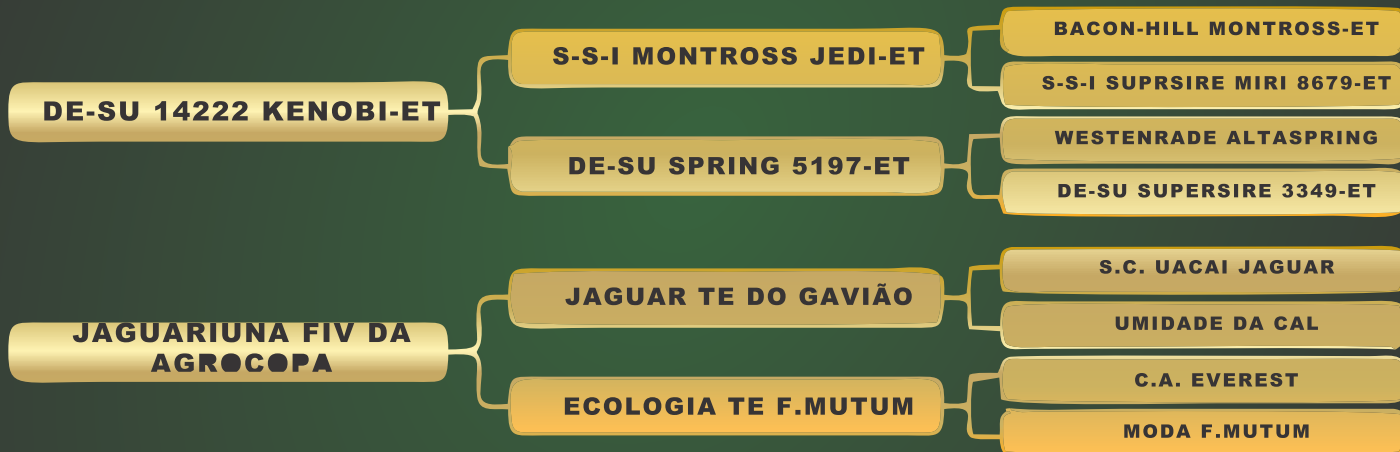 DE-SU 14222 KENOBI-ET
S-S-I MONTROSS JEDI-ET
BACON-HILL MONTROSS-ET
S-S-I SUPRSIRE MIRI 8679-ET
DE-SU SPRING 5197-ET
WESTENRADE ALTASPRING
DE-SU SUPERSIRE 3349-ET
JAGUARIUNA FIV DA
AGROCOPA
JAGUAR TE DO GAVIÃO
S.C. UACAI JAGUAR
UMIDADE DA CAL
ECOLOGIA TE F.MUTUM
C.A. EVEREST
MODA F.MUTUM